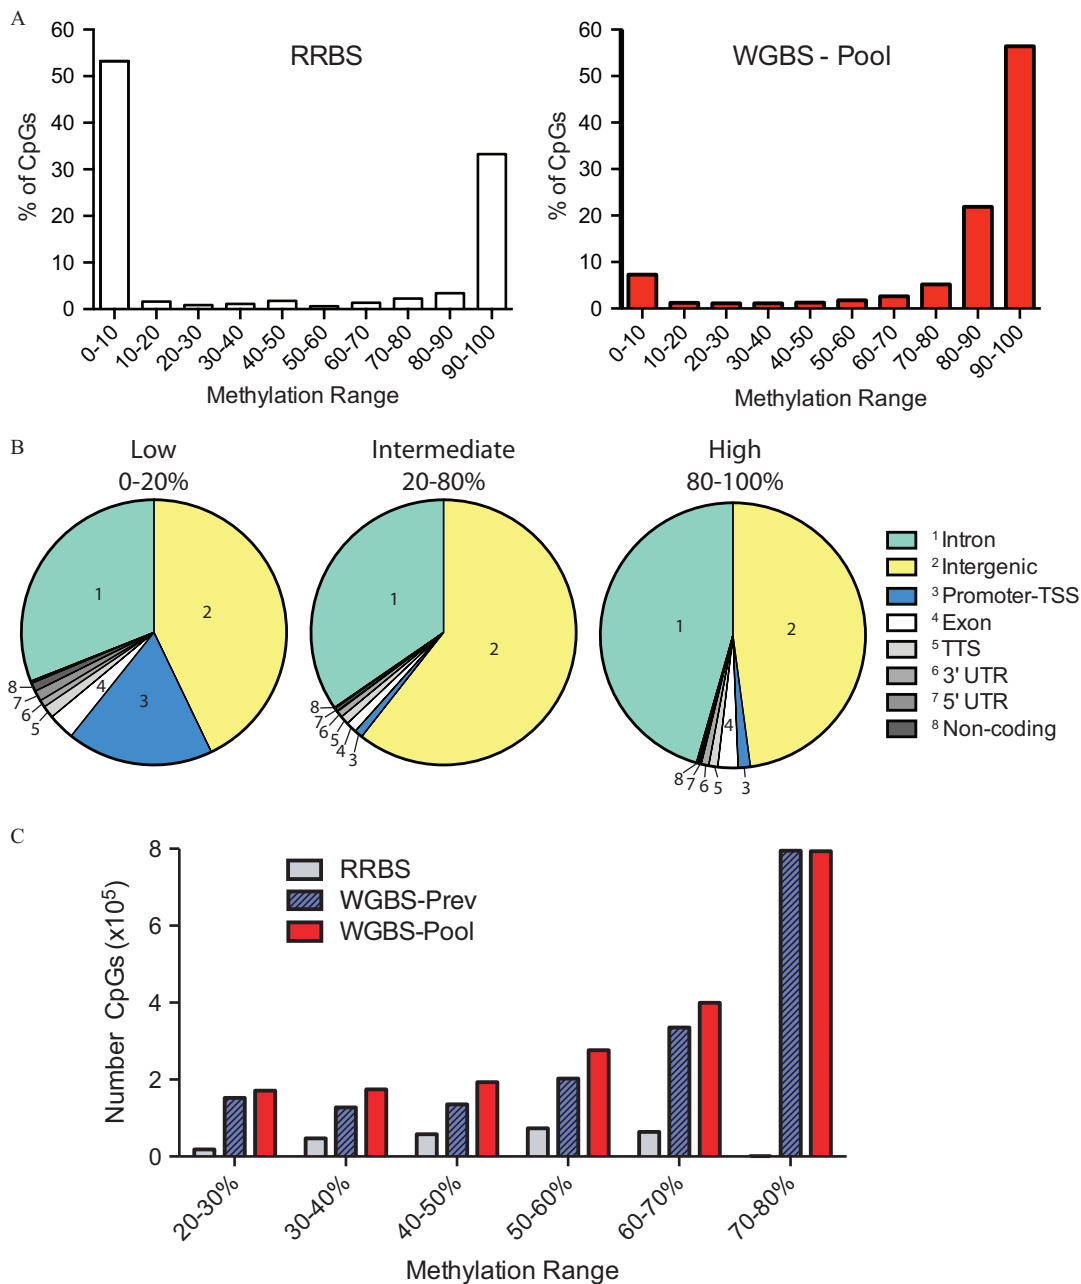 A
RRBS
% of CpGs
60
50
40
30
20
10
0
0-10
10-20
20-30
30-40
40-50
50-60
60-70
70-80
80-90
90-100
Methylation Range
WGBS - Pool
% of CpGs
60
50
40
30
20
10
0
0-10
10-20
20-30
30-40
40-50
50-60
60-70
70-80
80-90
90-100
Methylation Range
B
Low
0-20%
1
2
3
4
5
6
7
8
Intermediate
20-80%
1
2
3
4
5
6
7
8
High
80-100%
1
2
3
4
5
6
7
8
1 Intron
2 Intergenic
3 Promoter-TSS
4 Exon
5 TTS
6 3' UTR
7 5' UTR
8 Non-coding
C
Number CpGs (x10⁵)
8
6
4
2
0
RRBS
WGBS-Prev
WGBS-Pool
20-30%
30-40%
40-50%
50-60%
60-70%
70-80%
Methylation Range